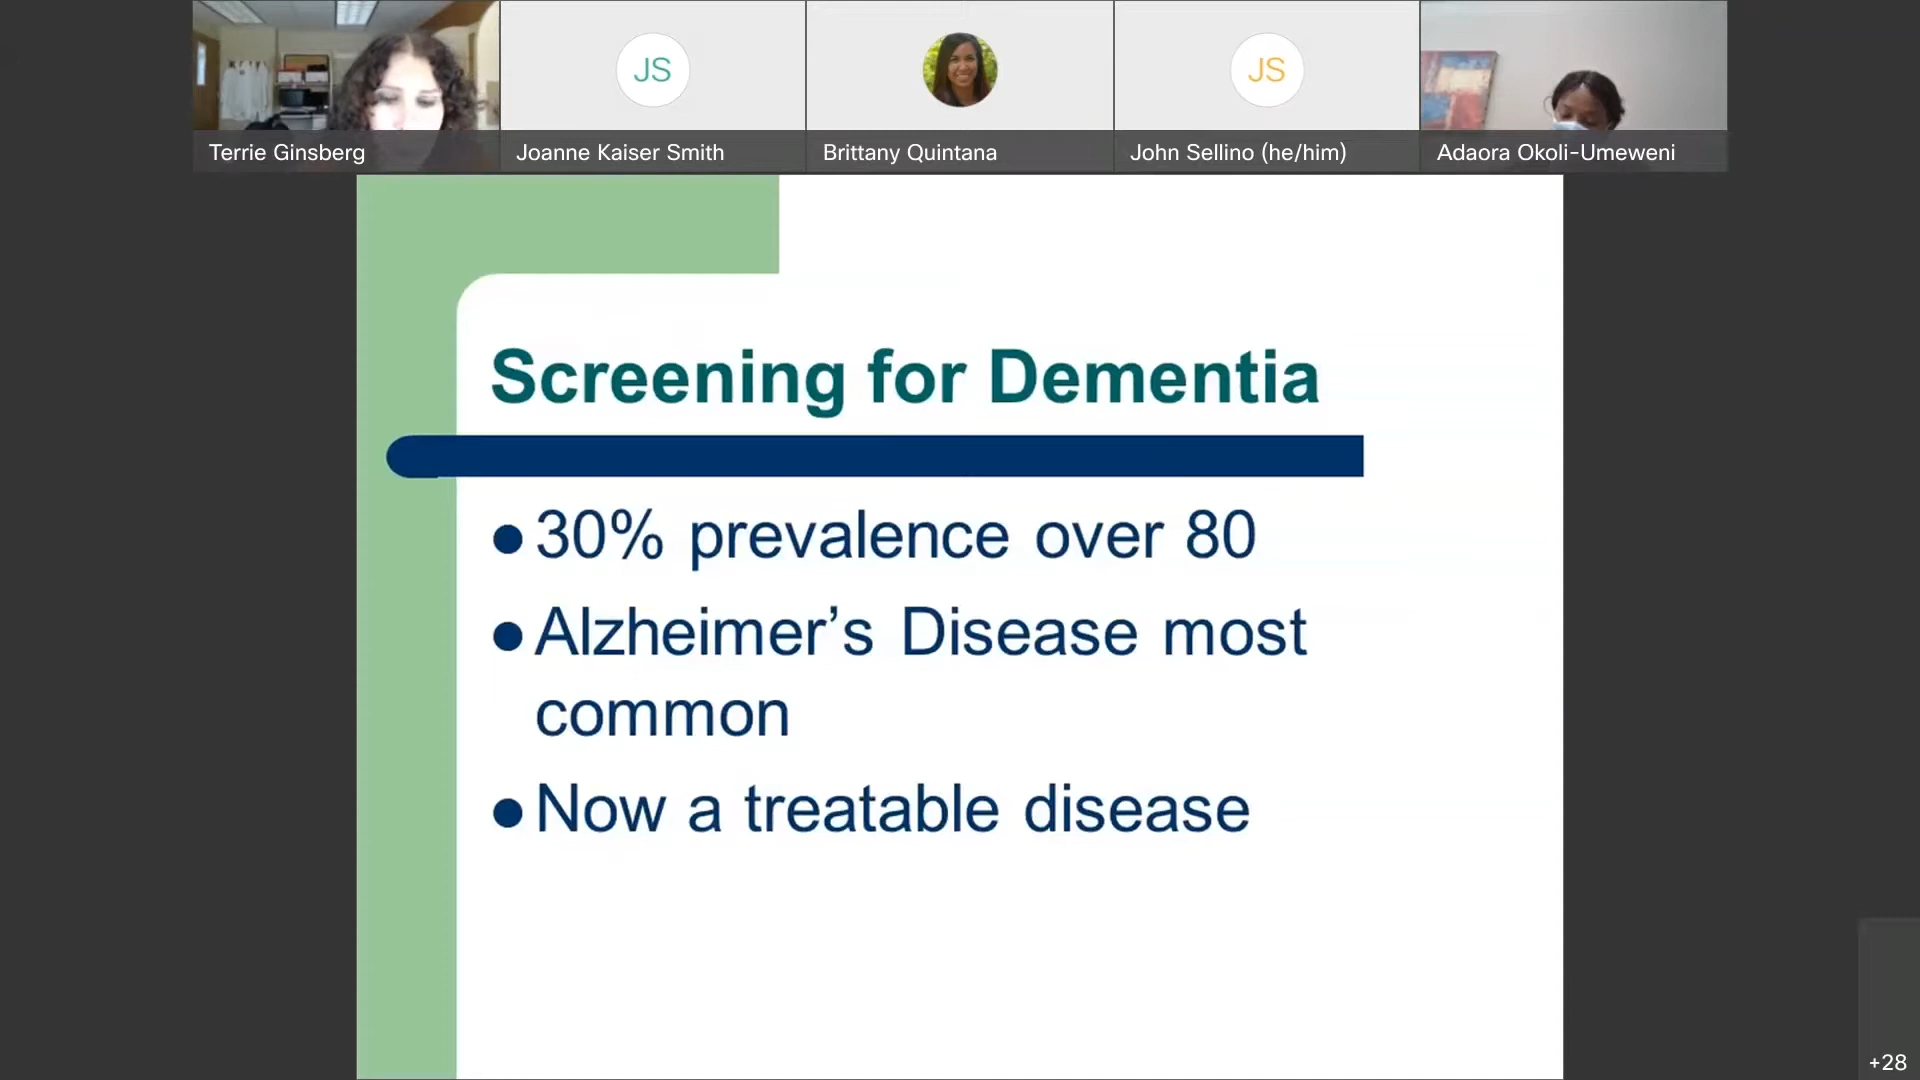 JS
JS
Terrie Ginsberg
Joanne Kaiser Smith
Brittany Quintana
John Sellino (he/him)
Adaora Okoli-Umeweni
Screening for Dementia
● 30% prevalence over 80
● Alzheimer’s Disease most
common
● Now a treatable disease
+28